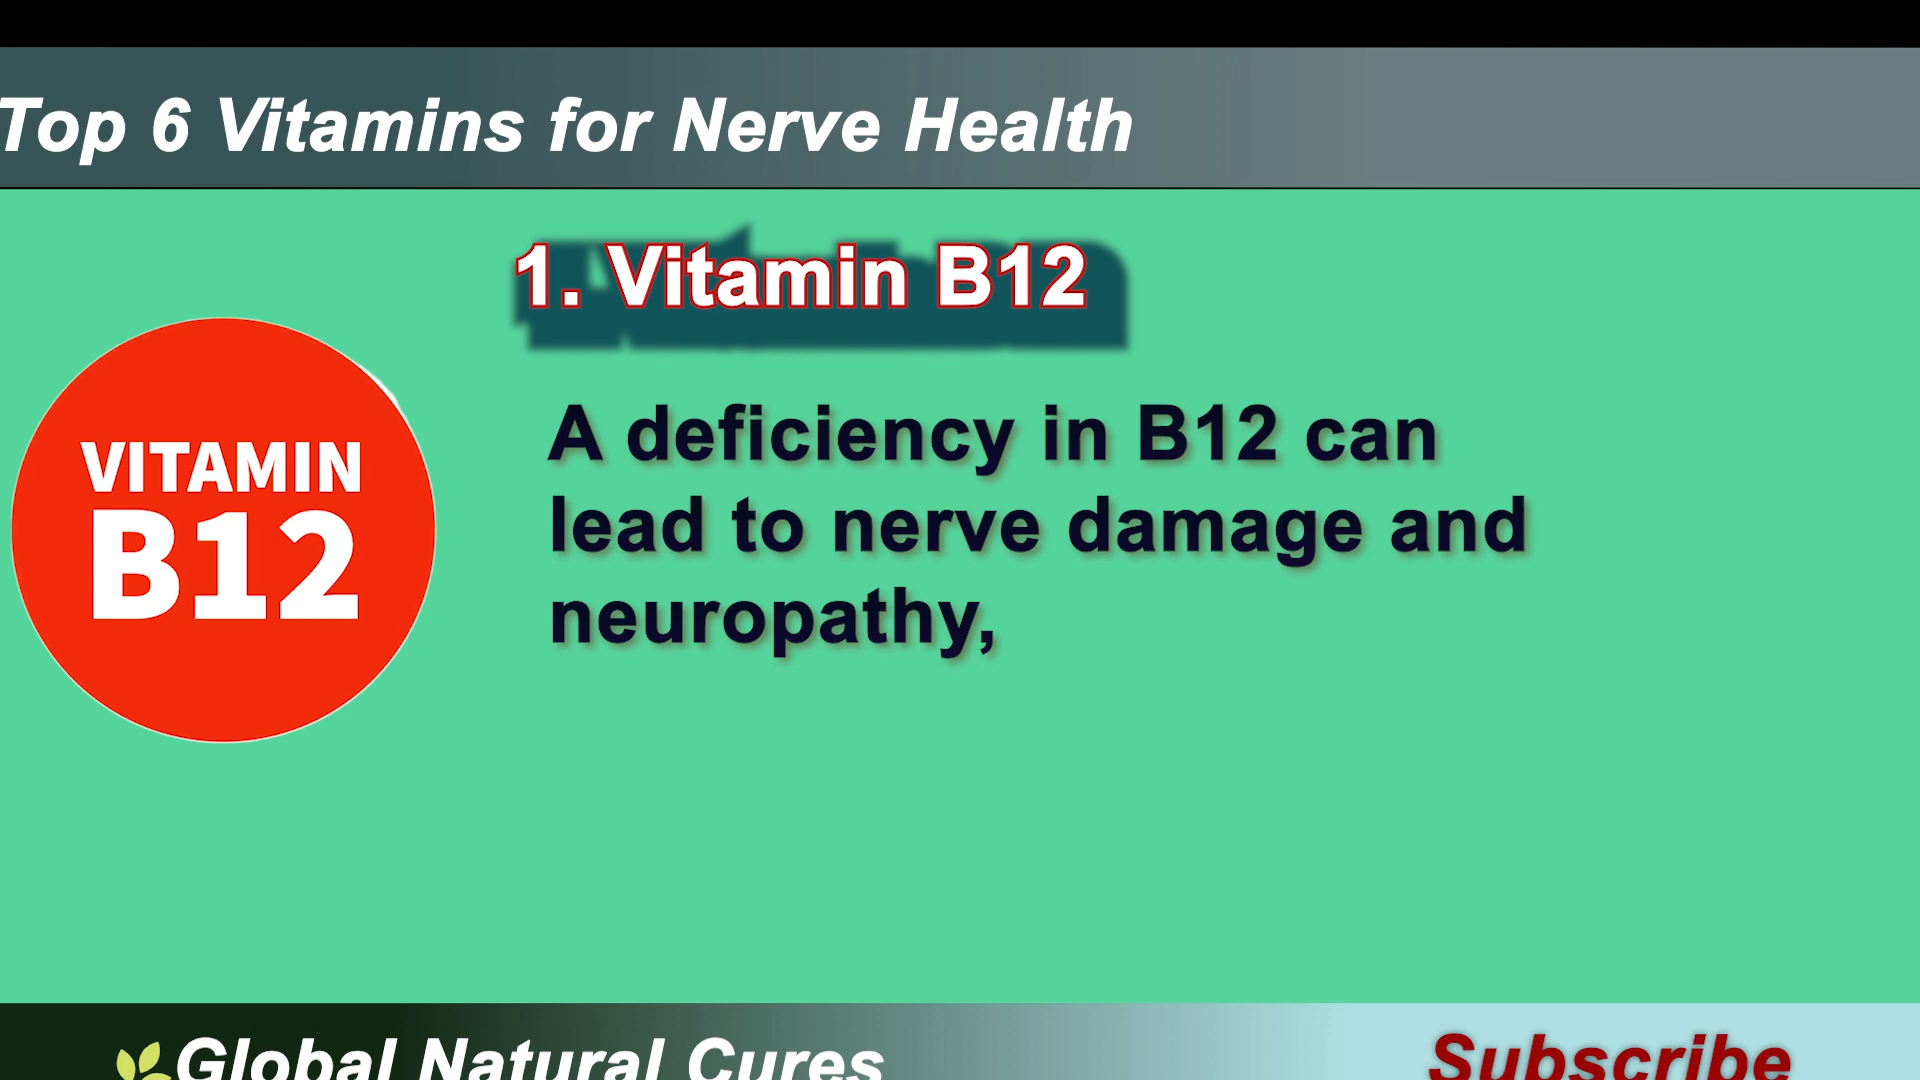 Top 6 Vitamins for Nerve Health
1. Vitamin B12
VITAMIN
B12
A deficiency in B12 can
lead to nerve damage and
neuropathy,
Global Natural Cures
Subscribe